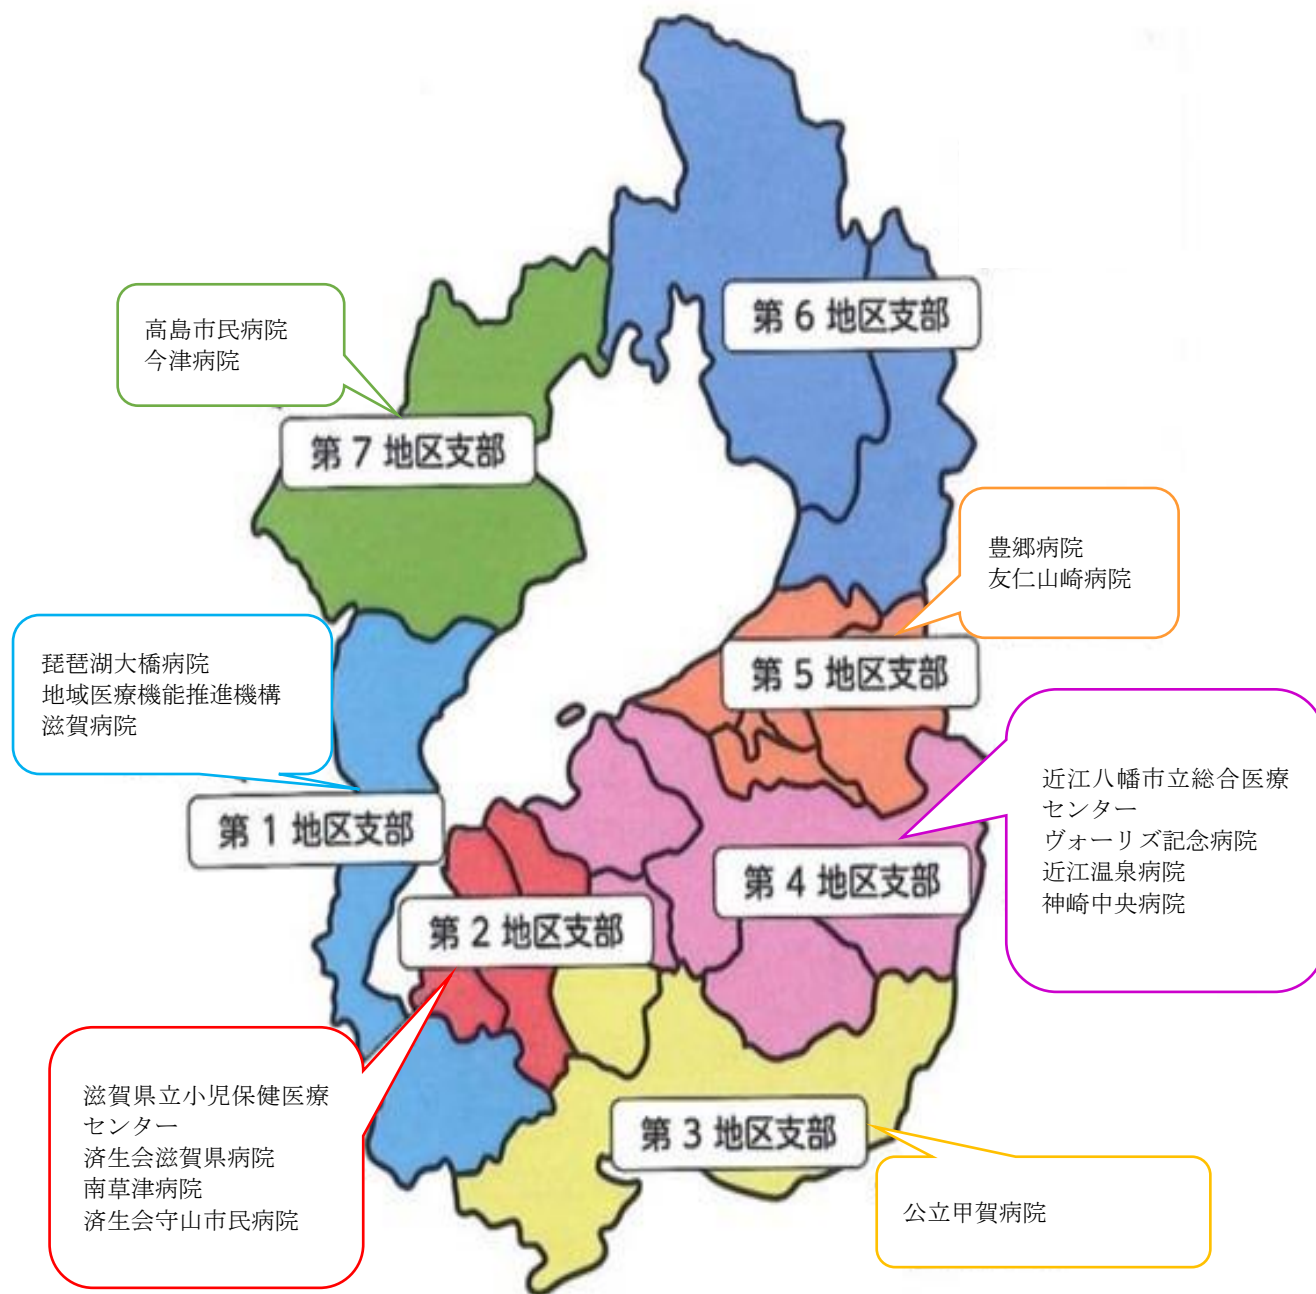 第 6 地区支部
高島市民病院
今津病院
第 7 地区支部
豊郷病院
友仁山崎病院
第 5 地区支部
琵琶湖大橋病院
地域医療機能推進機構
滋賀病院
第 1 地区支部
近江八幡市立総合医療
センター
ヴォーリズ記念病院
近江温泉病院
神崎中央病院
第 4 地区支部
第 2 地区支部
滋賀県立小児保健医療
センター
済生会滋賀県病院
南草津病院
済生会守山市民病院
第 3 地区支部
公立甲賀病院